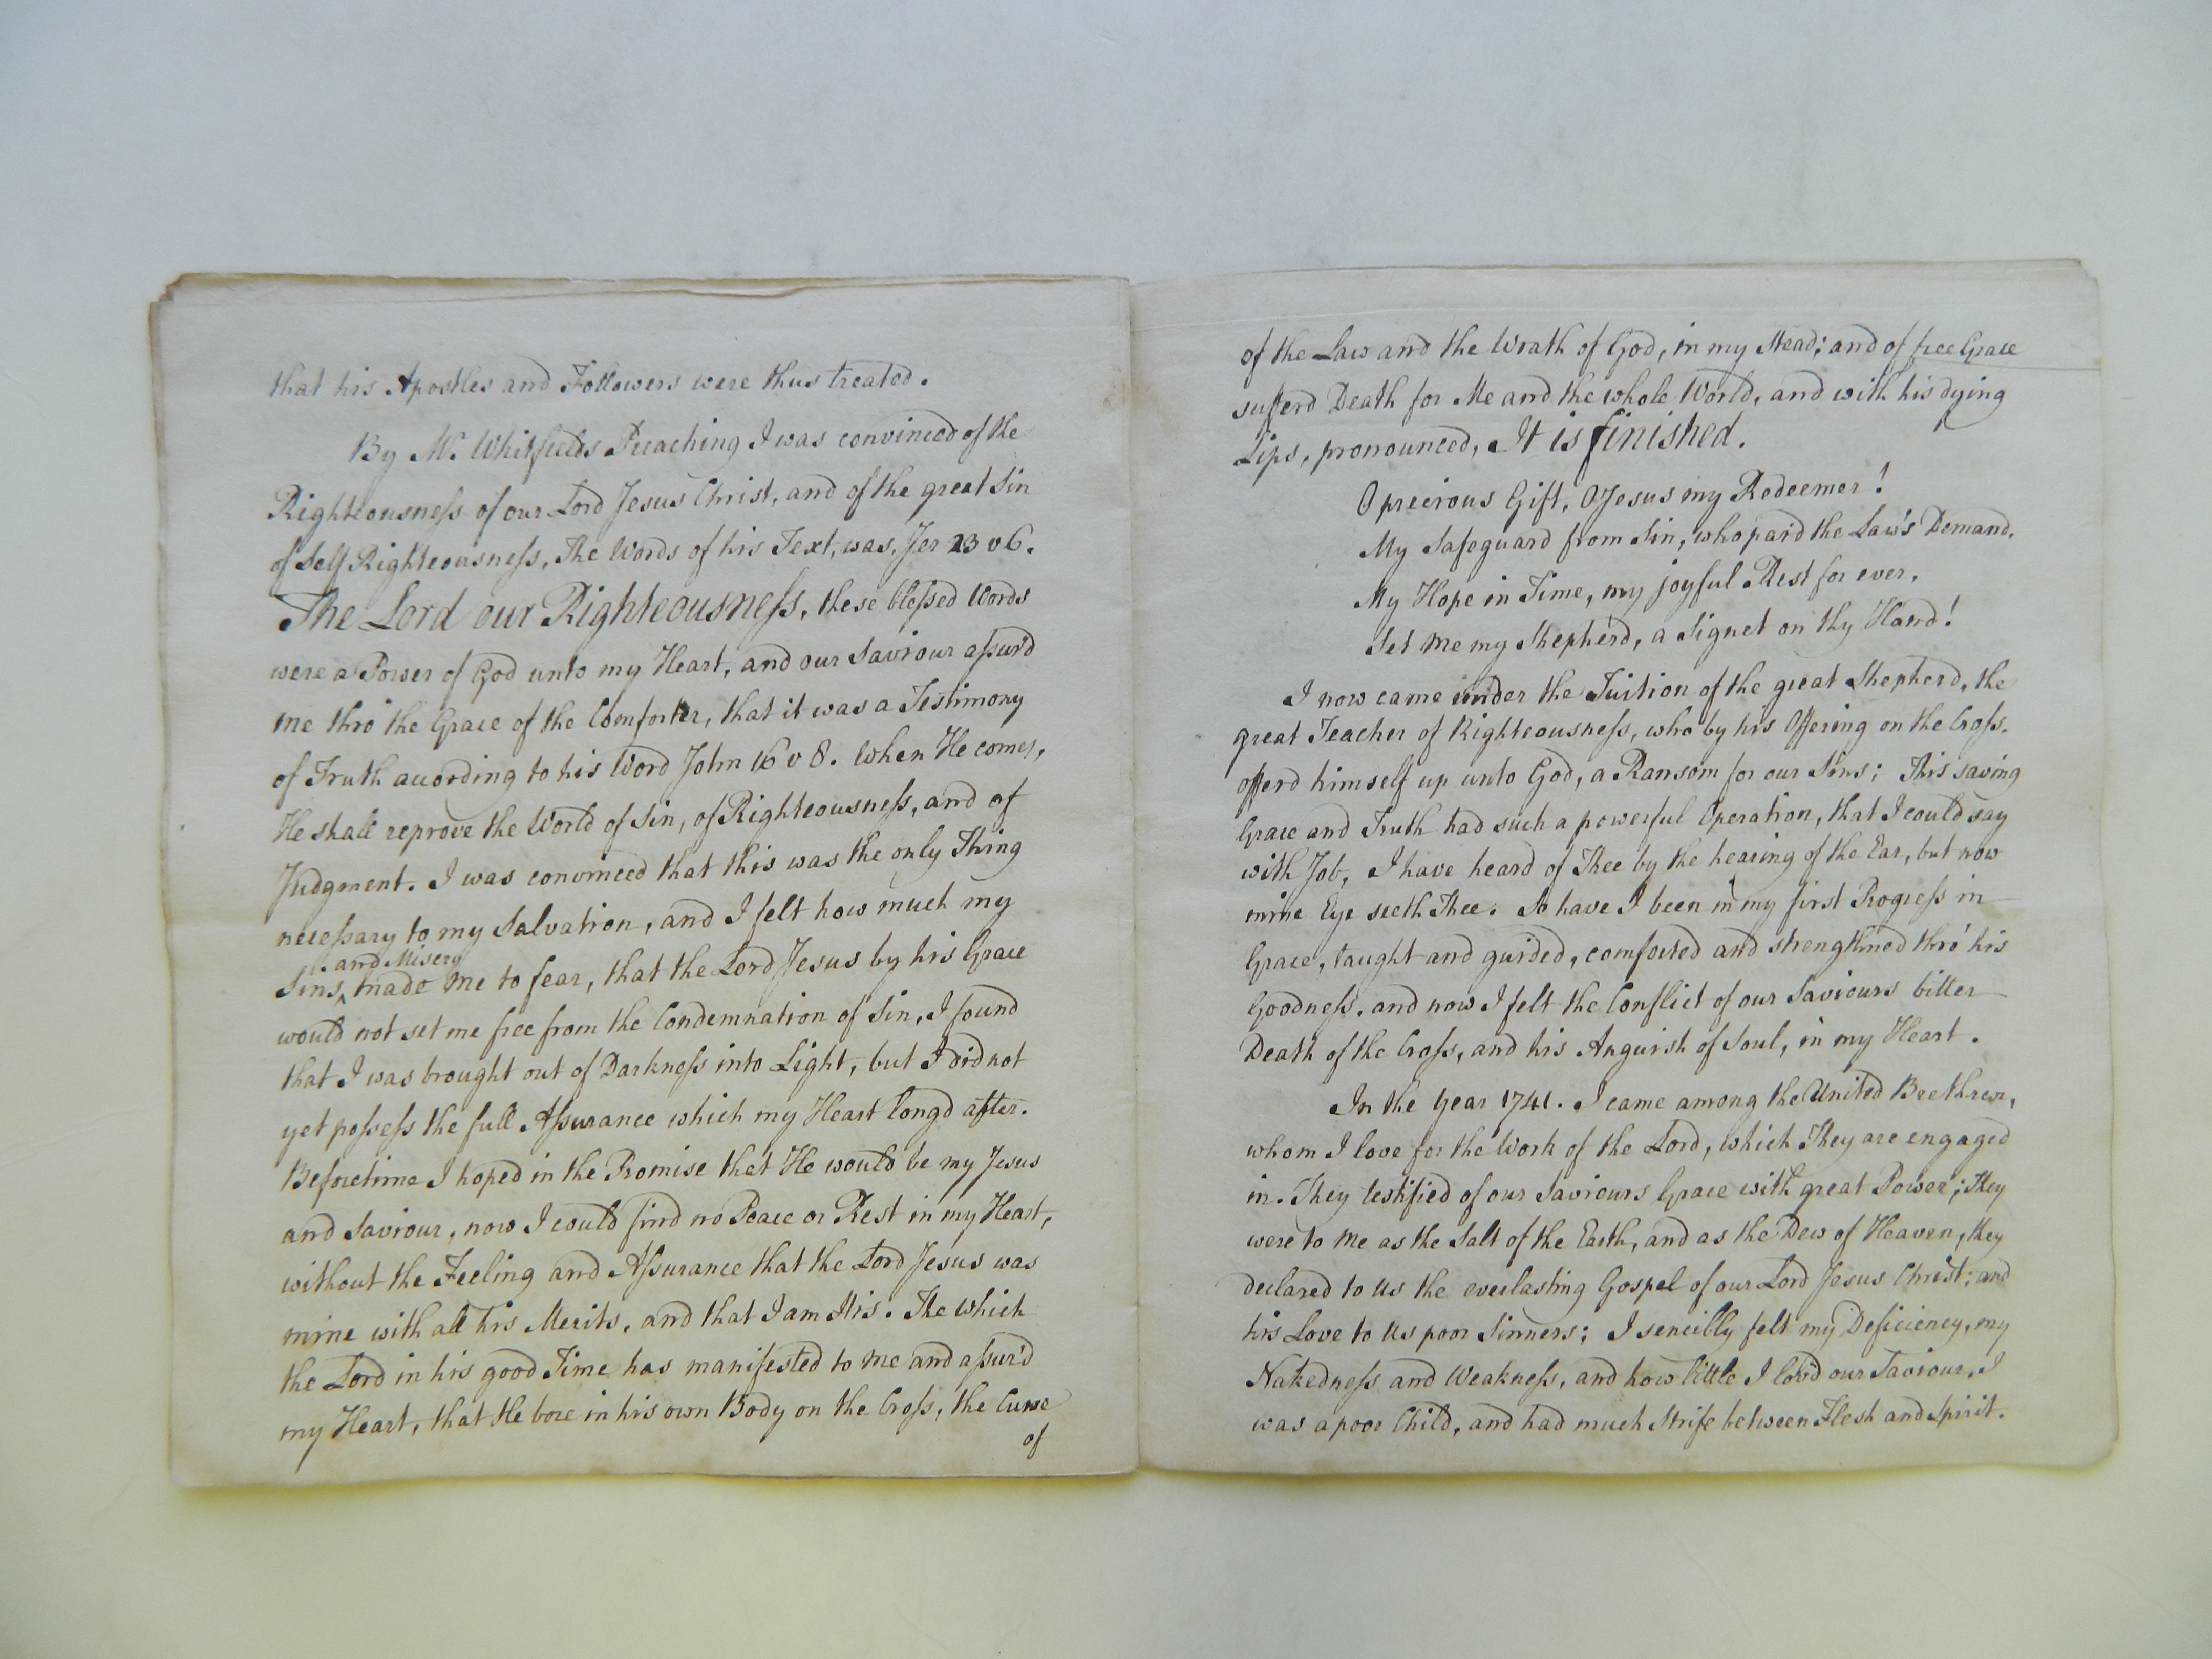 that his Apostles and Followers were thus treated.
By Mr. Whitfields Preaching I was convinced of the
Righteousness of our Lord Jesus Christ, and of the great Sin
of Self Righteousness, The Words of his Text, was, Jer 23 v 6.
The Lord our Righteousness, these blessed Words
were a Power of God unto my Heart, and our Saviour assur'd
me thro' the Grace of the Comforter, that it was a Testimony
of Truth according to his Word John 16 v 8. When He comes,
He shall reprove the World of Sin, of Righteousness, and of
Judgment. I was convinced that this was the only Thing
necessary to my Salvation, and I felt how much my
and Misery
Sins, ‸ made me to fear, that the Lord Jesus by his Grace
would not set me free from the Condemnation of Sin, I found
that I was brought out of Darkness into Light, but I did not
yet possess the full Assurance which my Heart long'd after.
Beforetime I hoped in the Promise that He would be my Jesus
and Saviour, now I could find no Peace or Rest in my Heart,
without the Feeling and Assurance that the Lord Jesus was
mine with all his Merits, and that I am His. The which
the Lord in his good Time has manifested to me and assur'd
my Heart, that He bore in his own Body on the Cross, the Curse
of
of the Law and the Wrath of God, in my Stead; and of free Grace
sufferd Death for Me and the whole World, and with his dying
Lips, pronounced, It is finished.
O precious Gift, O Jesus my Redeemer!
My Safeguard from Sin, who paid the Law's Demand,
My Hope in Time, my joyful Rest for ever,
Set me my Shepherd, a Signet on thy Hand!
I now came under the Tuition of the great Shepherd, the
great Teacher of Righteousness, who by his Offering on the Cross,
offerd himself up unto God, a Ransom for our Sins; This saving
Grace and Truth had such a powerful Operation, that I could say
with Job, I have heard of Thee by the hearing of the Ear, but now
mine Eye seeth Thee. So have I been in my first Progress in
Grace, taught and guided, comforted and strengthned thro' his
Goodness, and now I felt the Conflict of our Saviours bitter
Death of the Cross, and his Anguish of Soul, in my Heart.
In the Year 1741. I came among the United Breethren,
whom I love for the Work of the Lord, which They are engaged
in. They testified of our Saviours Grace with great Power; they
were to me as the Salt of the Earth, and as the Dew of Heaven, they
declared to us the everlasting Gospel of our Lord Jesus Christ; and
his Love to us poor Sinners; I sencibly felt my Deficiency, my
Nakedness and Weakness, and how little I lov'd our Saviour, I
was a poor Child, and had much Strife between Flesh and Spirit.